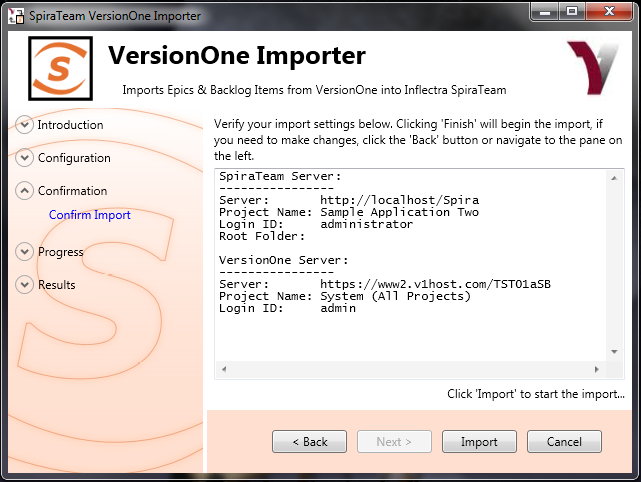 SpiraTeam VersionOne Importer
VersionOne Importer
Imports Epics & Backlog Items from VersionOne into Inflectra SpiraTeam
Introduction
Configuration
Confirmation
Confirm Import
Progress
Results
Verify your import settings below. Clicking 'Finish' will begin the import, if
you need to make changes, click the 'Back' button or navigate to the pane on
the left.
SpiraTeam Server:
----------------
Server:       http://localhost/Spira
Project Name: Sample Application Two
Login ID:     administrator
Root Folder:
VersionOne Server:
----------------
Server:       https://www2.v1host.com/TST01aSB
Project Name: System (All Projects)
Login ID:     admin
Click 'Import' to start the import...
< Back
Next >
Import
Cancel